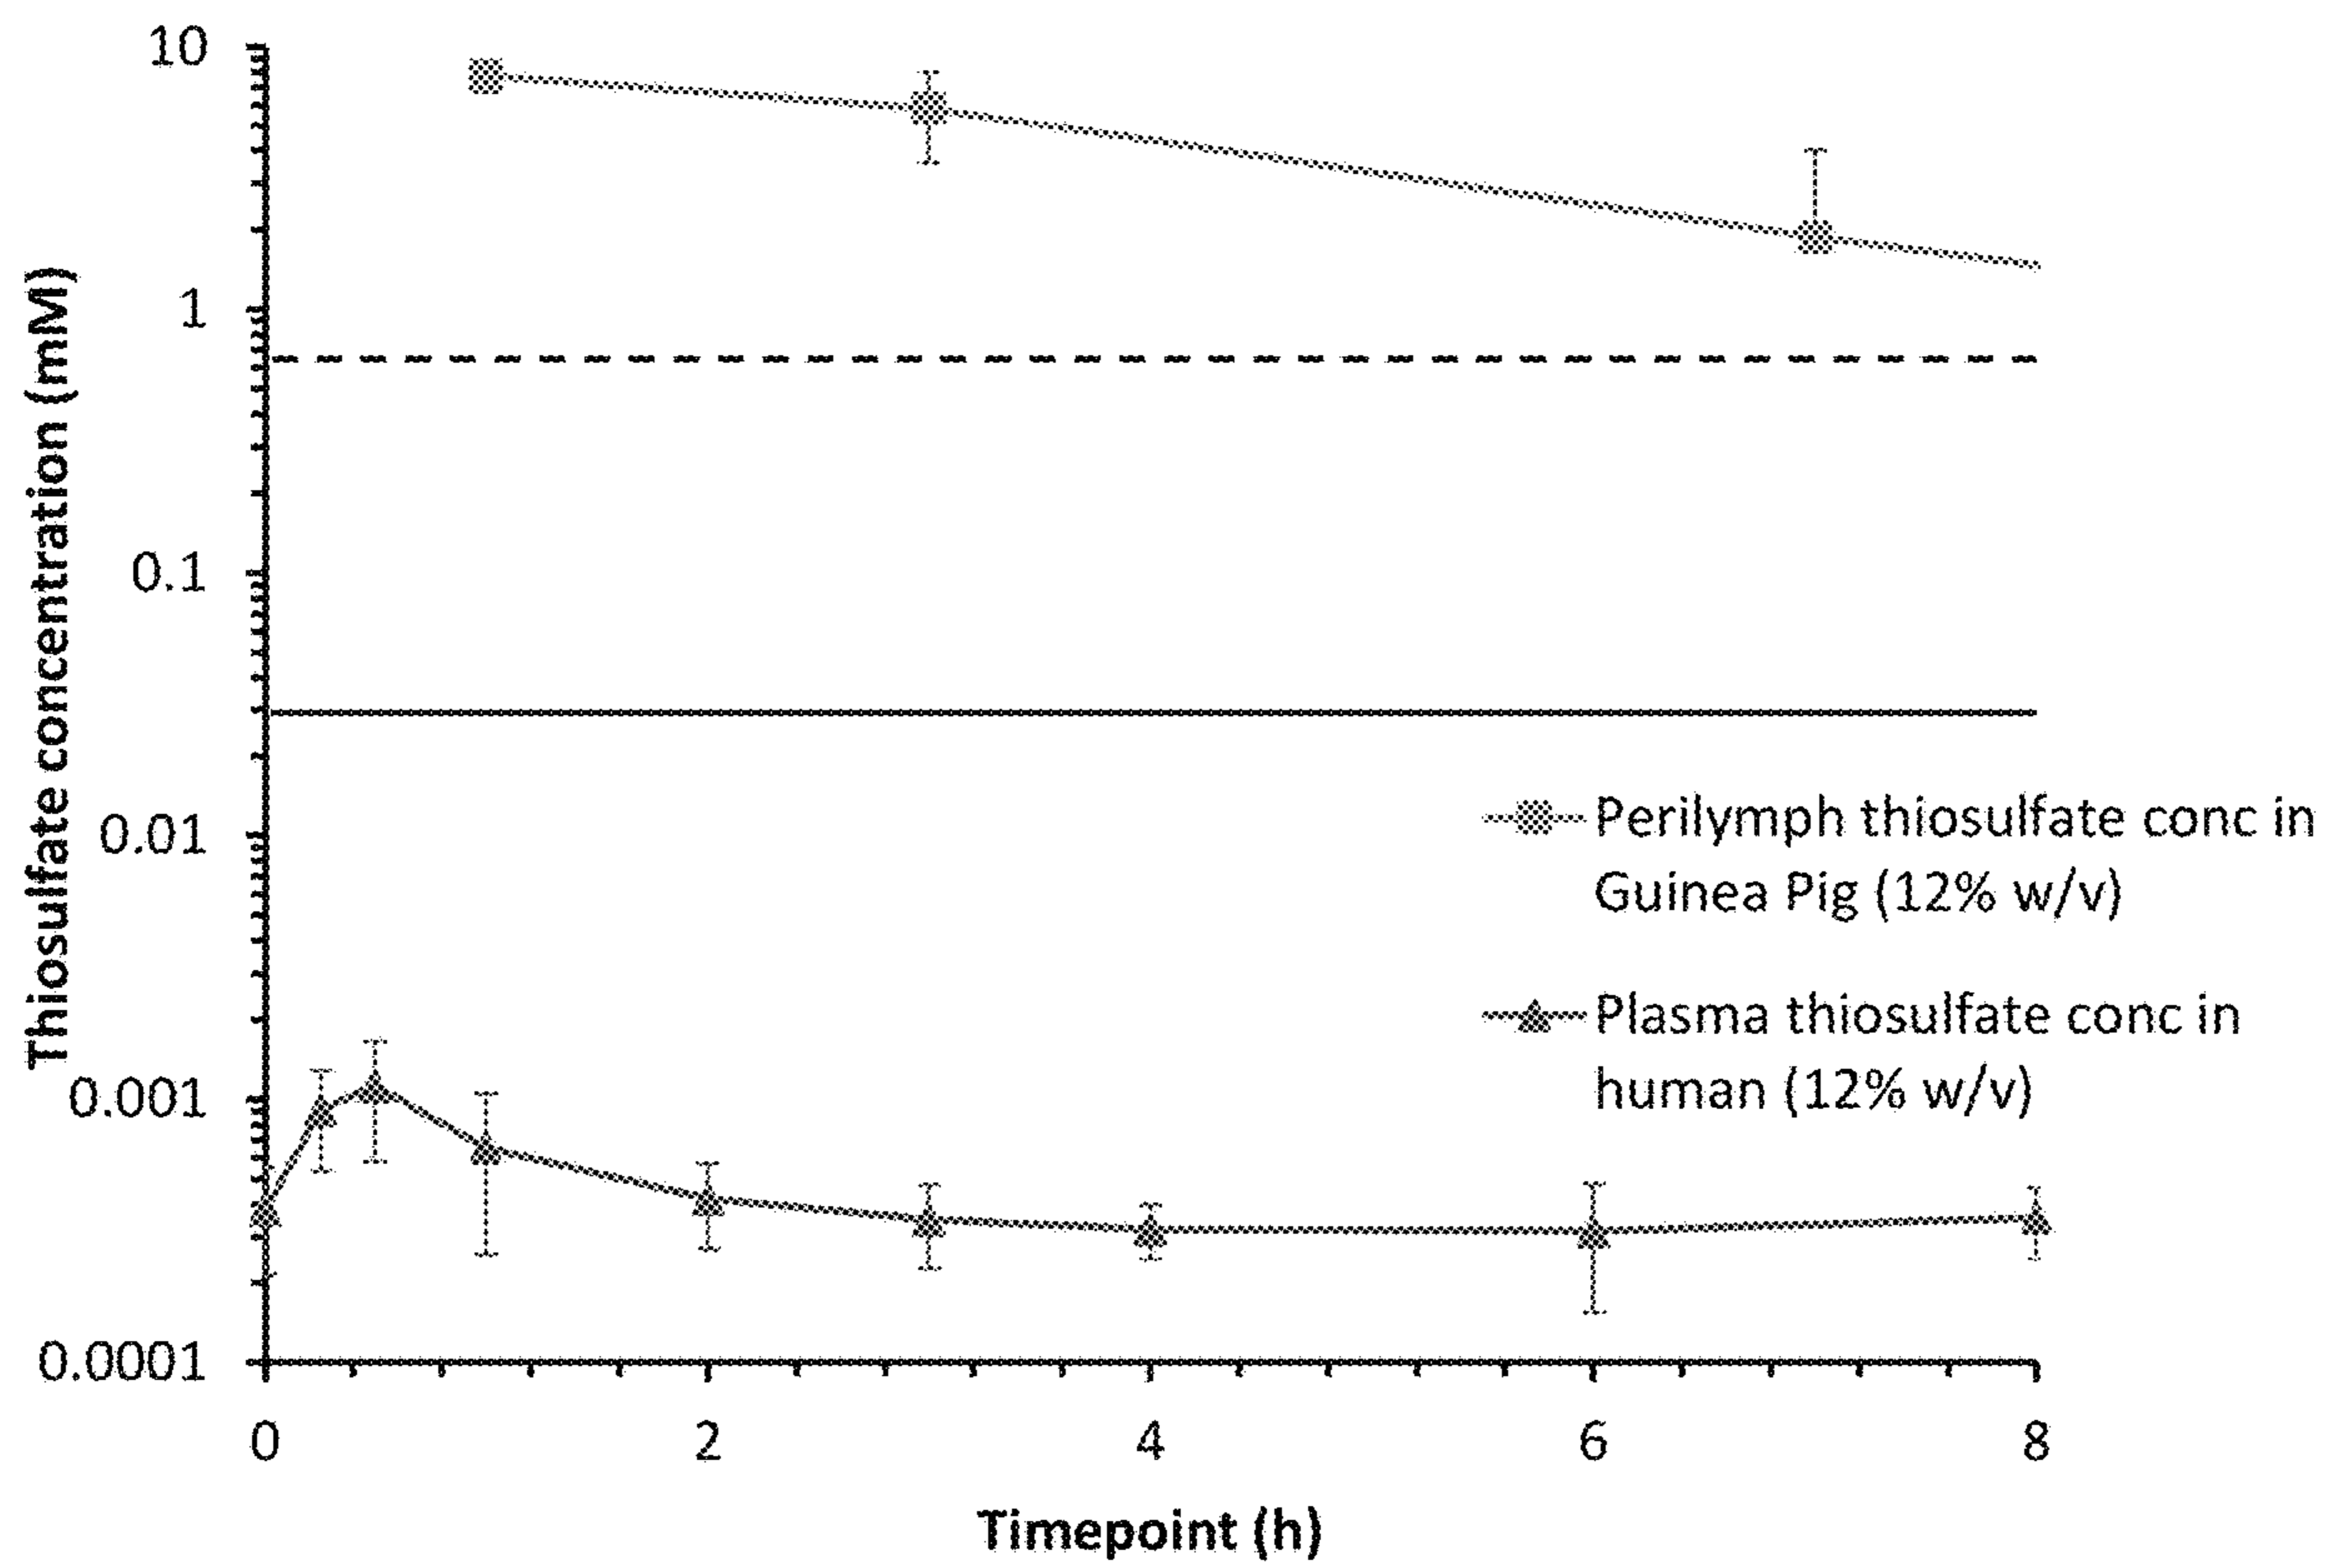 Thiosulfate concentration (mM)
10
1
0.1
0.01
0.001
0.0001
Perilymph thiosulfate conc in
Guinea Pig (12% w/v)
Plasma thiosulfate conc in
human (12% w/v)
0 2 4 6 8
Timepoint (h)